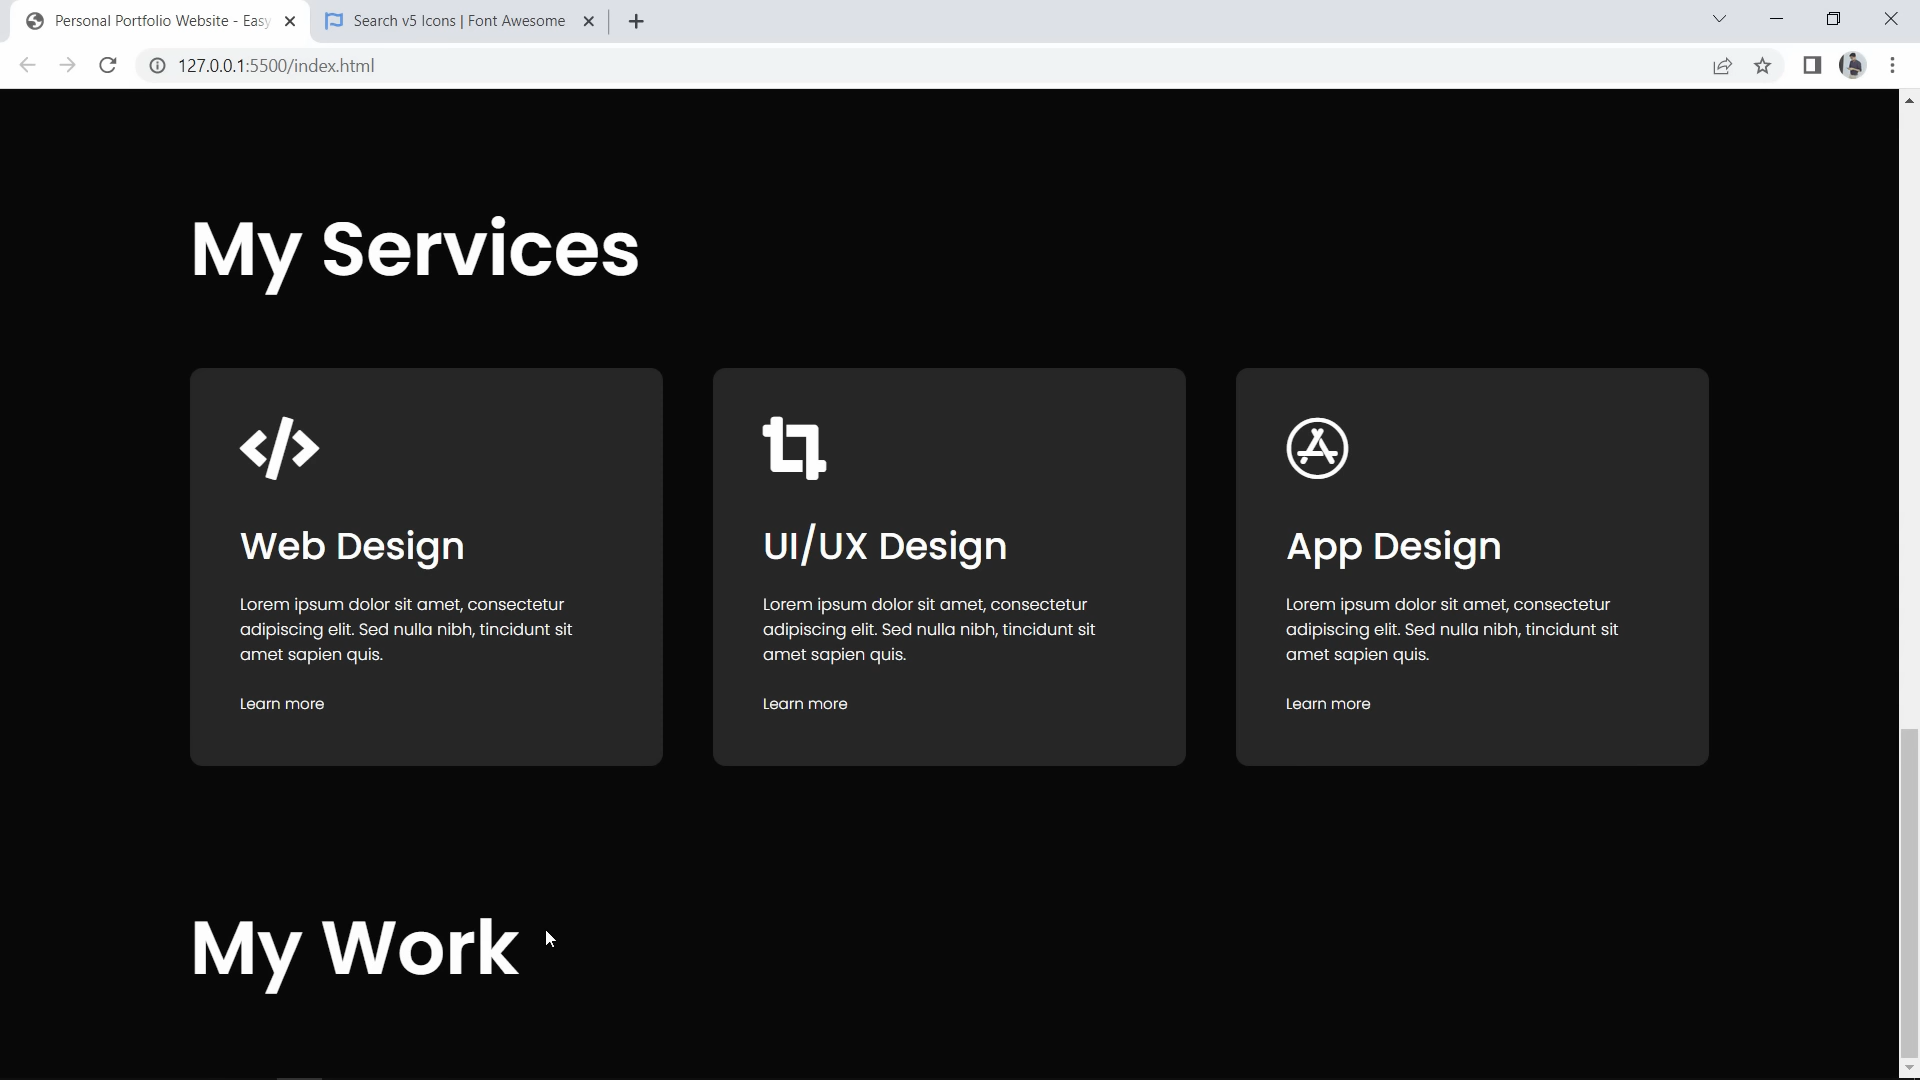 Personal Portfolio Website - Easy
Search v5 Icons | Font Awesome
127.0.0.1:5500/index.html
My Services
Web Design
Lorem ipsum dolor sit amet, consectetur
adipiscing elit. Sed nulla nibh, tincidunt sit
amet sapien quis.
Learn more
UI/UX Design
Lorem ipsum dolor sit amet, consectetur
adipiscing elit. Sed nulla nibh, tincidunt sit
amet sapien quis.
Learn more
App Design
Lorem ipsum dolor sit amet, consectetur
adipiscing elit. Sed nulla nibh, tincidunt sit
amet sapien quis.
Learn more
My Work